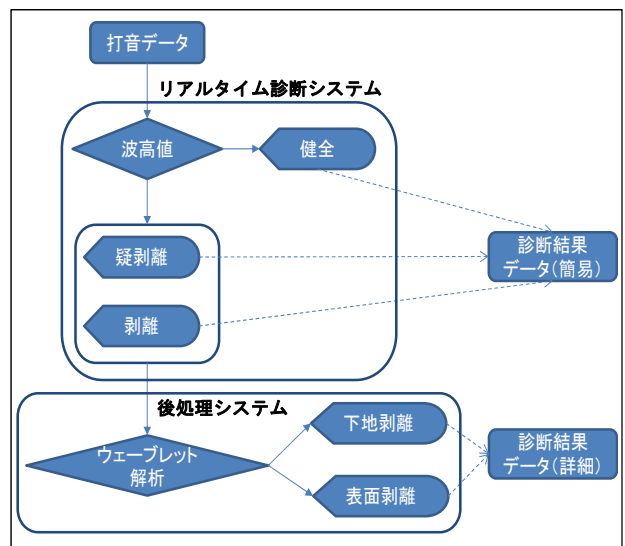 打音データ
リアルタイム診断システム
波高値
健全
疑剥離
剥離
診断結果
データ(簡易)
後処理システム
ウェーブレット
解析
下地剥離
表面剥離
診断結果
データ(詳細)